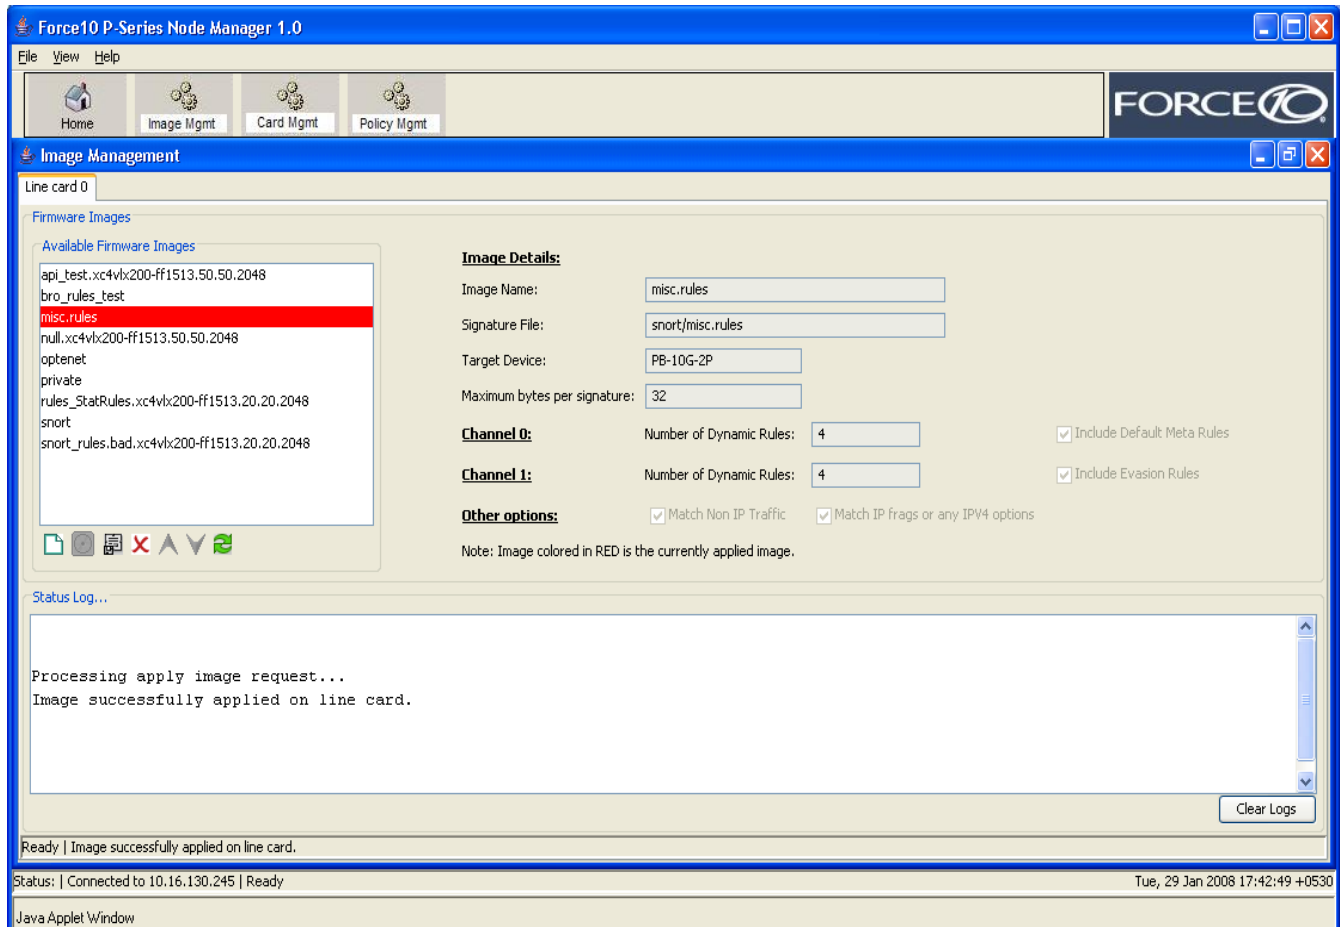 Force10 P-Series Node Manager 1.0
File View Help
Home Image Mgmt Card Mgmt Policy Mgmt
FORCE10
Image Management
Line card 0
Firmware Images
Available Firmware Images
api_test.xc4vlx200-ff1513.50.50.2048
bro_rules_test
misc.rules
null.xc4vlx200-ff1513.50.50.2048
optenet
private
rules_StatRules.xc4vlx200-ff1513.20.20.2048
snort
snort_rules.bad.xc4vlx200-ff1513.20.20.2048
Image Details:
Image Name: misc.rules
Signature File: snort/misc.rules
Target Device: PB-10G-2P
Maximum bytes per signature: 32
Channel 0: Number of Dynamic Rules: 4 Include Default Meta Rules
Channel 1: Number of Dynamic Rules: 4 Include Evasion Rules
Other options: Match Non IP Traffic Match IP frags or any IPV4 options
Note: Image colored in RED is the currently applied image.
Status Log...
Processing apply image request...
Image successfully applied on line card.
Clear Logs
Ready | Image successfully applied on line card.
Status: | Connected to 10.16.130.245 | Ready Tue, 29 Jan 2008 17:42:49 +0530
Java Applet Window